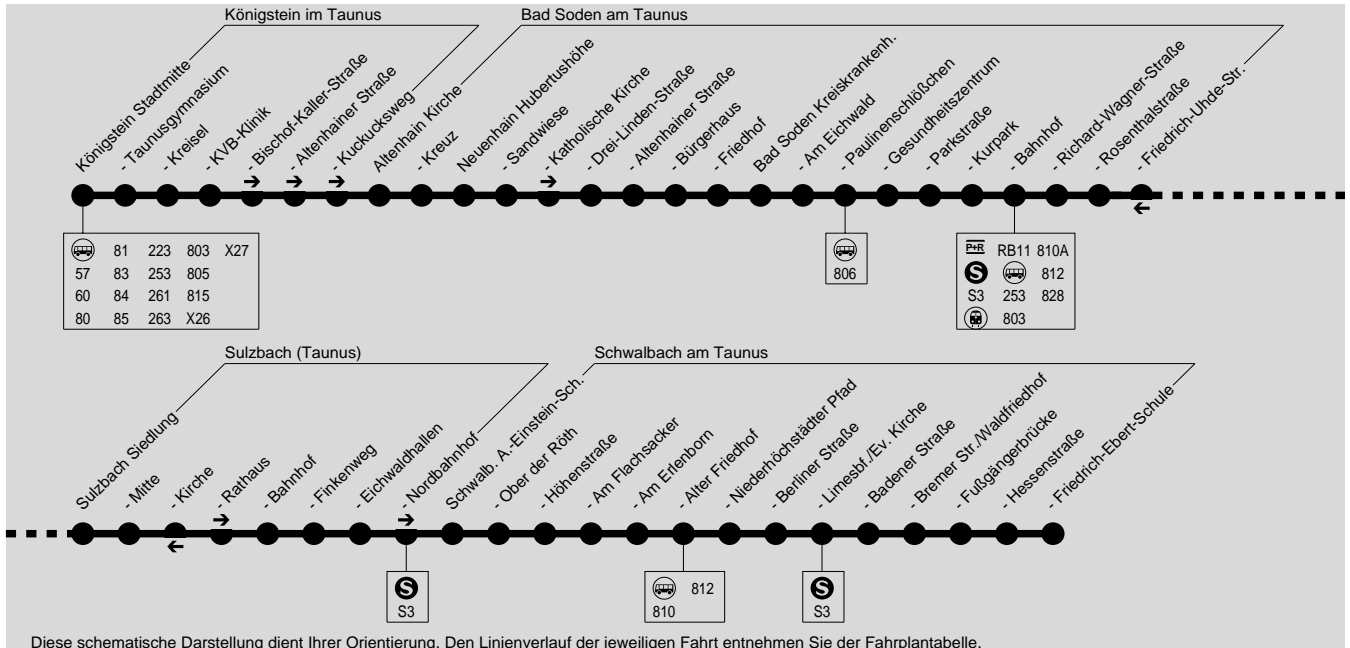 Königstein im Taunus
Bad Soden am Taunus
Königstein Stadtmitte
- Taunusgymnasium
- Kreisel
- KVB-Klinik
- Bischof-Kaller-Straße
- Altenhainer Straße
- Kuckucksweg
Altenhain Kirche
- Kreuz
Neuenhain Hubertushöhe
- Sandwiese
- Katholische Kirche
- Drei-Linden-Straße
- Altenhainer Straße
- Bürgerhaus
- Friedhof
Bad Soden Kreiskrankenh.
- Am Eichwald
- Paulinenschlößchen
- Gesundheitszentrum
- Parkstraße
- Kurpark
- Bahnhof
- Richard-Wagner-Straße
- Rosenthalstraße
- Friedrich-Uhde-Str.
81 223 803 X27
57 83 253 805
60 84 261 815
80 85 263 X26
806
P+R RB11 810A
S 812
S3 253 828
803
Sulzbach (Taunus)
Schwalbach am Taunus
Sulzbach Siedlung
- Mitte
- Kirche
- Rathaus
- Bahnhof
- Finkenweg
- Eichwaldhallen
- Nordbahnhof
Schwalb. A.-Einstein-Sch.
- Ober der Röth
- Höhenstraße
- Am Flachsacker
- Am Erlenborn
- Alter Friedhof
- Niederhöchstädter Pfad
- Berliner Straße
- Limesbf./Ev. Kirche
- Badener Straße
- Bremer Str./Waldfriedhof
- Fußgängerbrücke
- Hessenstraße
- Friedrich-Ebert-Schule
S
S3
812
810
S
S3
Diese schematische Darstellung dient Ihrer Orientierung. Den Linienverlauf der jeweiligen Fahrt entnehmen Sie der Fahrplantabelle.